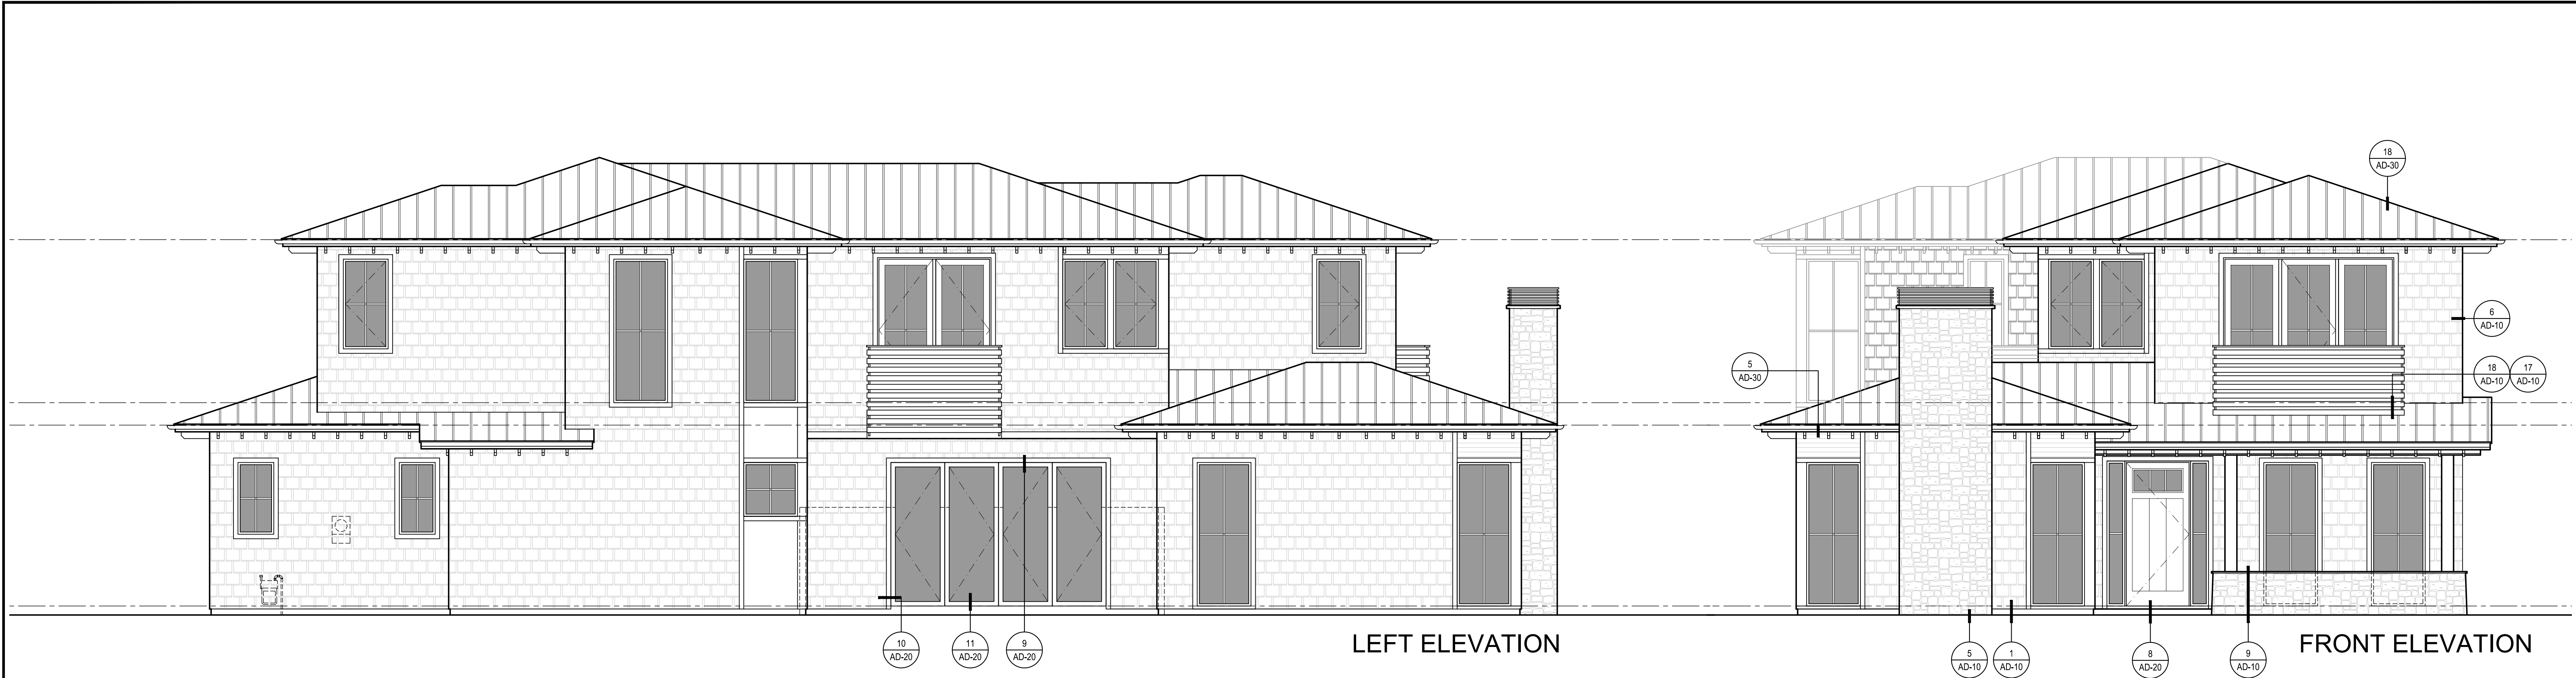 18
AD-30
6
AD-10
5
AD-30
18
AD-10
17
AD-10
10
AD-20
11
AD-20
9
AD-20
LEFT ELEVATION
5
AD-10
1
AD-10
8
AD-20
9
AD-10
FRONT ELEVATION